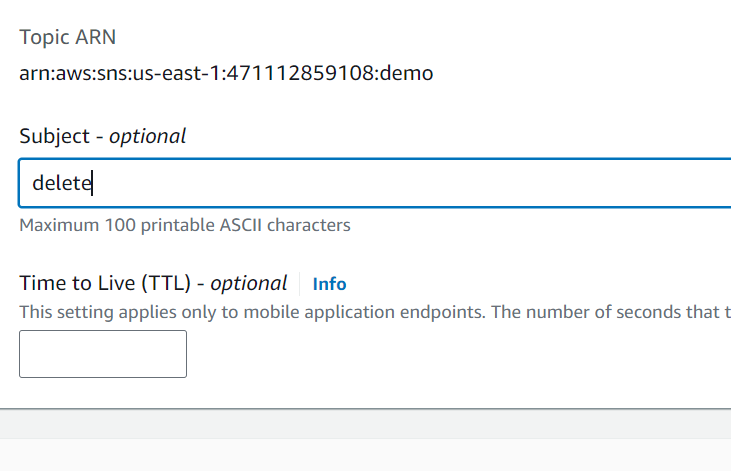 Topic ARN
arn:aws:sns:us-east-1:471112859108:demo
Subject - optional
delete
Maximum 100 printable ASCII characters
Time to Live (TTL) - optional Info
This setting applies only to mobile application endpoints. The number of seconds that